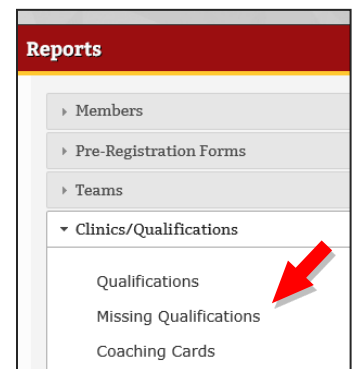 Reports
Members
Pre-Registration Forms
Teams
Clinics/Qualifications
Qualifications
Missing Qualifications
Coaching Cards